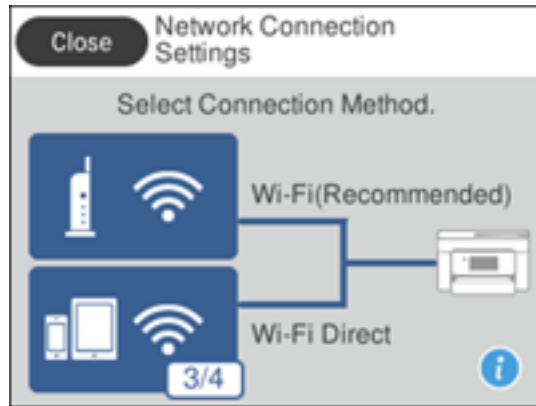 Close
Network Connection
Settings
Select Connection Method.
Wi-Fi(Recommended)
Wi-Fi Direct
3/4
i